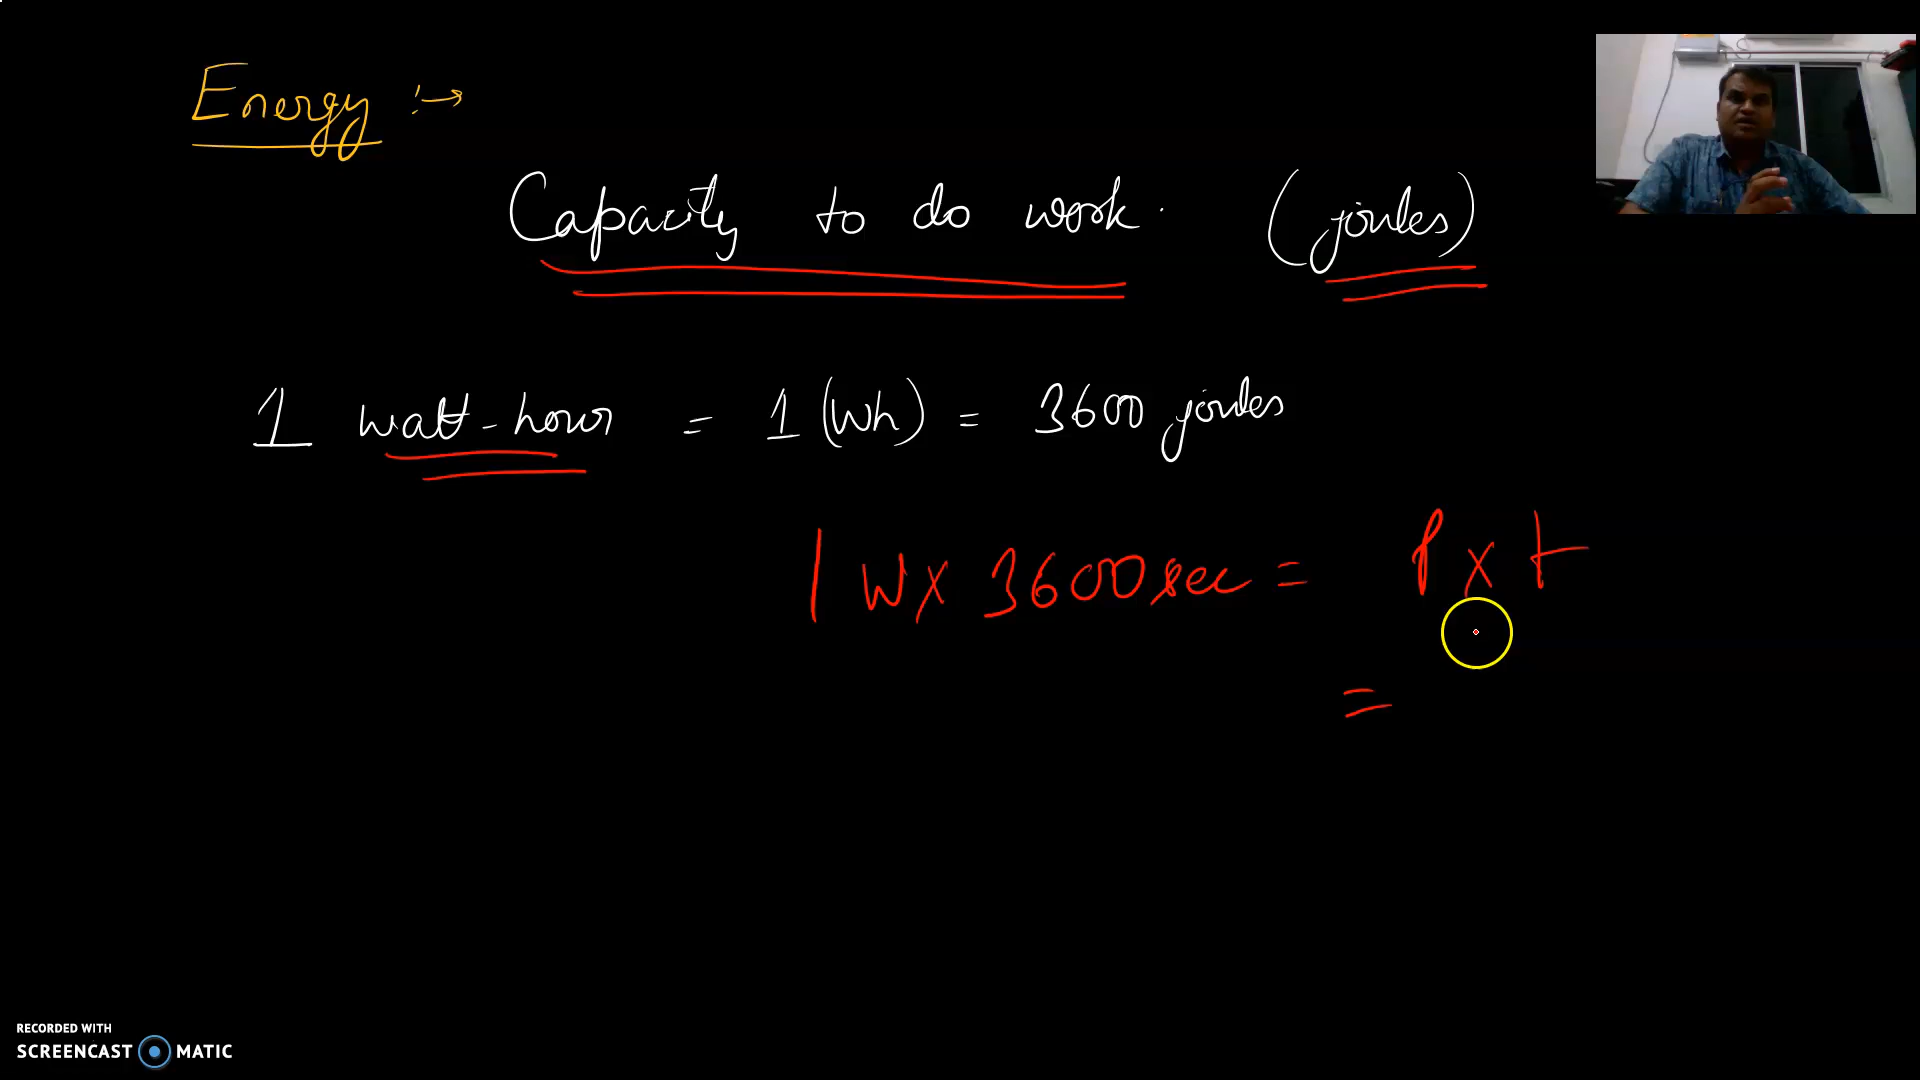 Energy :→
Capacity to do work. (joules)
1 watt-hour = 1 (Wh) = 3600 joules
1 W x 3600 sec = P x t
=
RECORDED WITH
SCREENCAST MATIC